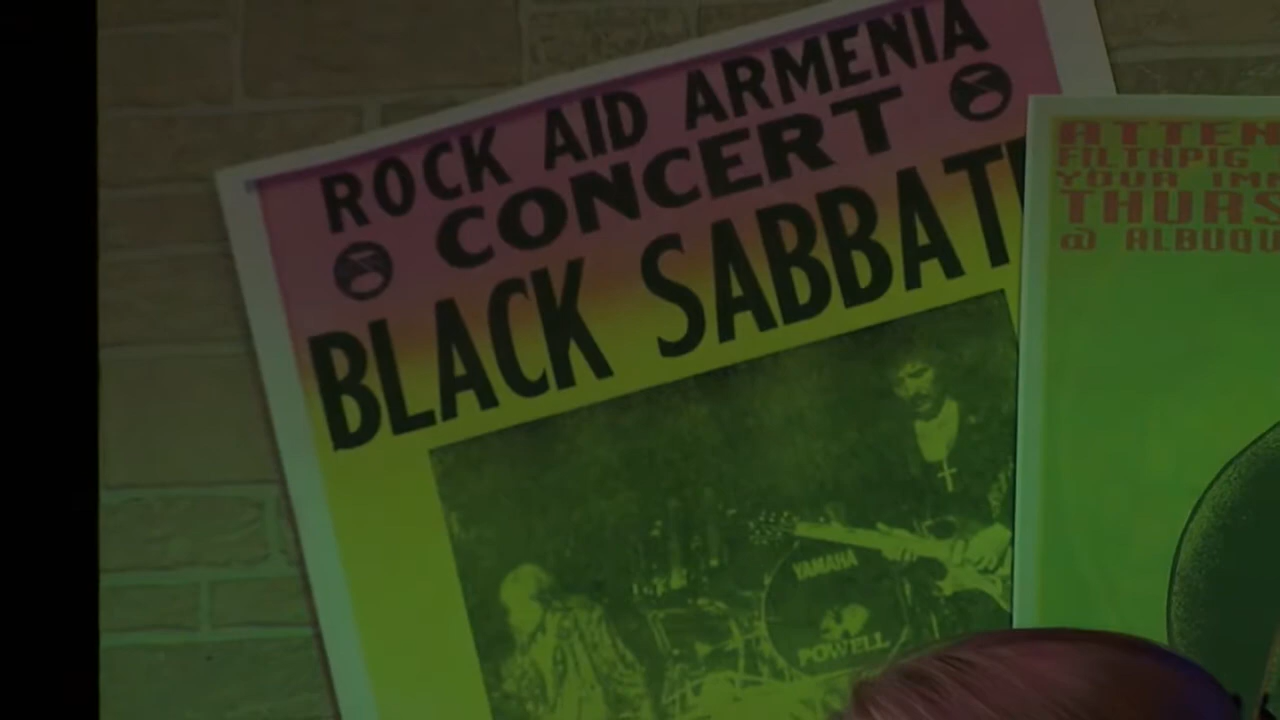 ROCK AID ARMENIA
CONCERT
BLACK SABBAT
YAMAHA
POWELL
ATTEN
FILTHPIG
YOUR IMM
THURS
@ ALBUQU